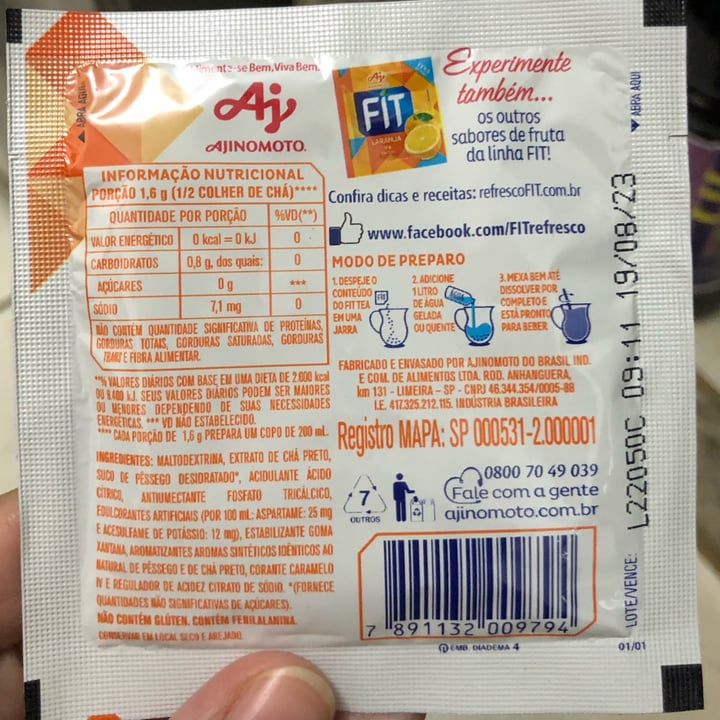 Alimente-se Bem, Viva Bem.
Aj
AJINOMOTO.
ABRA AQUI
INFORMAÇÃO NUTRICIONAL
PORÇÃO 1,6 g (1/2 COLHER DE CHÁ)****
QUANTIDADE POR PORÇÃO %VD(**)
VALOR ENERGÉTICO 0 kcal = 0 kJ 0
CARBOIDRATOS 0,8 g, dos quais: 0
AÇÚCARES 0 g ***
SÓDIO 7,1 mg 0
NÃO CONTÉM QUANTIDADE SIGNIFICATIVA DE PROTEÍNAS,
GORDURAS TOTAIS, GORDURAS SATURADAS, GORDURAS
TRANS E FIBRA ALIMENTAR.
**% VALORES DIÁRIOS COM BASE EM UMA DIETA DE 2.000 kcal
OU 8.400 kJ. SEUS VALORES DIÁRIOS PODEM SER MAIORES
OU MENORES DEPENDENDO DE SUAS NECESSIDADES
ENERGÉTICAS. *** VD NÃO ESTABELECIDO.
**** CADA PORÇÃO DE 1,6 g PREPARA UM COPO DE 200 mL.
INGREDIENTES: MALTODEXTRINA, EXTRATO DE CHÁ PRETO,
SUCO DE PÊSSEGO DESIDRATADO*, ACIDULANTE ÁCIDO
CÍTRICO, ANTIUMECTANTE FOSFATO TRICÁLCICO,
EDULCORANTES ARTIFICIAIS (POR 100 mL: ASPARTAME: 25 mg
E ACESULFAME DE POTÁSSIO: 12 mg), ESTABILIZANTE GOMA
XANTANA, AROMATIZANTES AROMAS SINTÉTICOS IDÊNTICOS AO
NATURAL DE PÊSSEGO E DE CHÁ PRETO, CORANTE CARAMELO
IV E REGULADOR DE ACIDEZ CITRATO DE SÓDIO. *(FORNECE
QUANTIDADES NÃO SIGNIFICATIVAS DE AÇÚCARES).
NÃO CONTÉM GLÚTEN. CONTÉM FENILALANINA.
CONSERVAR EM LOCAL SECO E AREJADO.
Aj
FIT
LARANJA
Experimente
também...
os outros
sabores de fruta
da linha FIT!
Confira dicas e receitas: refrescoFIT.com.br
www.facebook.com/FITrefresco
MODO DE PREPARO
1. DESPEJE O
CONTEÚDO
DO FITTEI
EM UMA
JARRA
2. ADICIONE
1 LITRO
DE ÁGUA
GELADA
OU QUENTE
3. MEXA BEM ATÉ
DISSOLVER POR
COMPLETO E
ESTÁ PRONTO
PARA BEBER
FABRICADO E ENVASADO POR AJINOMOTO DO BRASIL IND.
E COM. DE ALIMENTOS LTDA. ROD. ANHANGUERA,
km 131 - LIMEIRA – SP - CNPJ 46.344.354/0005-88
I.E. 417.325.212.115. INDÚSTRIA BRASILEIRA
Registro MAPA: SP 000531-2.000001
7
OUTROS
0800 70 49 039
Fale com a gente
ajinomoto.com.br
7 891132 009794
EMB. DIADEMA 4
01/01
ABRA AQUI
LOTE/VENCE:
L22050C 09:11 19/08/23